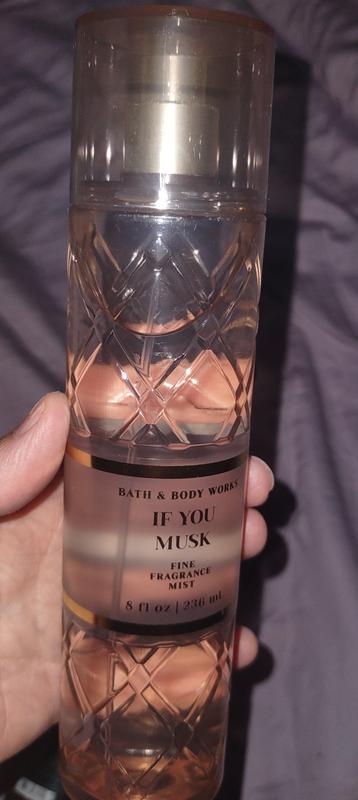 BATH & BODY WORKS
IF YOU
MUSK
FINE
FRAGRANCE
MIST
8 fl oz | 236 mL